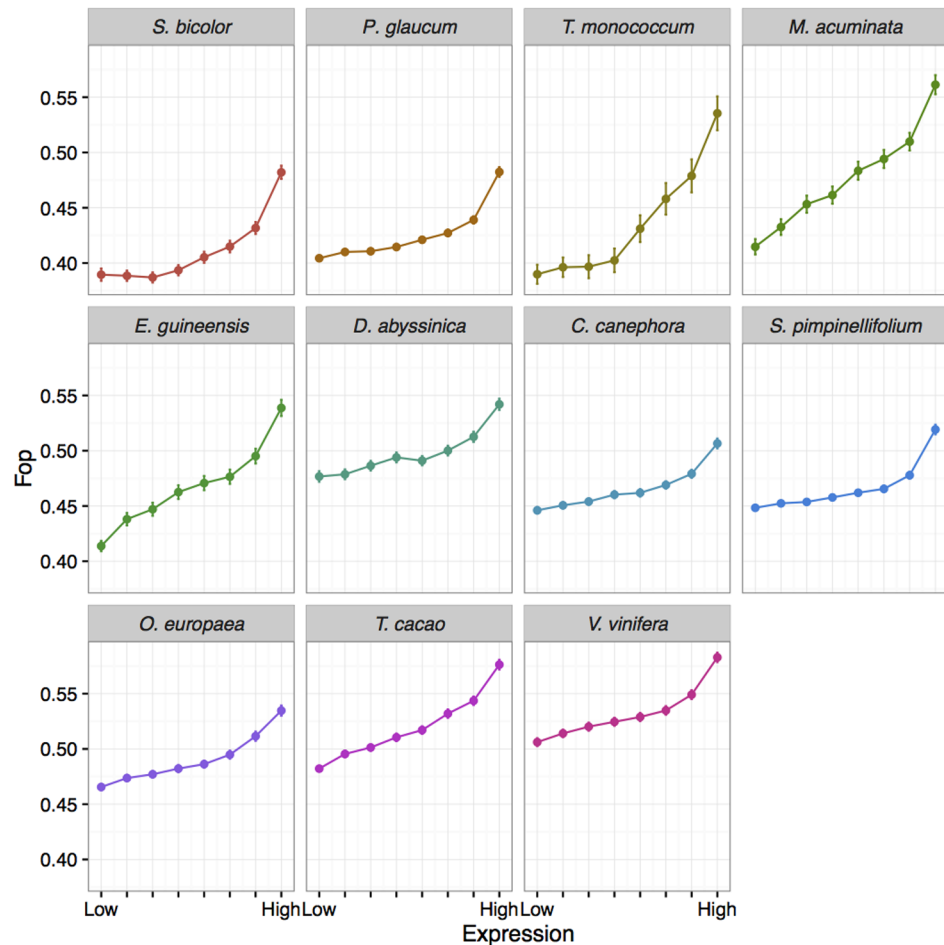 S. bicolor P. glaucum T. monococcum M. acuminata
0.55
0.50
0.45
0.40
E. guineensis D. abyssinica C. canephora S. pimpinellifolium
0.55
0.50
0.45
0.40
Fop
O. europaea T. cacao V. vinifera
0.55
0.50
0.45
0.40
Low High Low High Low High
Expression